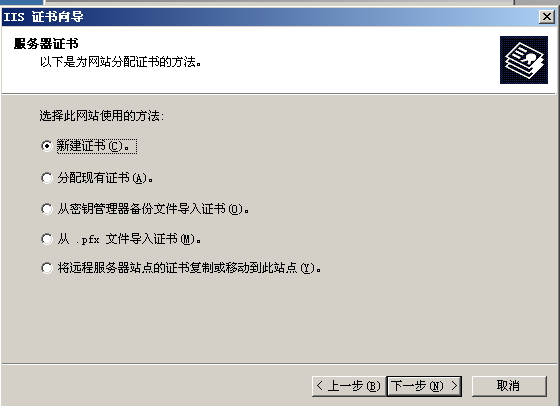 IIS 证书向导
服务器证书
以下是为网站分配证书的方法。
选择此网站使用的方法:
新建证书(C)。
分配现有证书(A)。
从密钥管理器备份文件导入证书(O)。
从 .pfx 文件导入证书(M)。
将远程服务器站点的证书复制或移动到此站点(Y)。
< 上一步(B) 下一步(N) > 取消